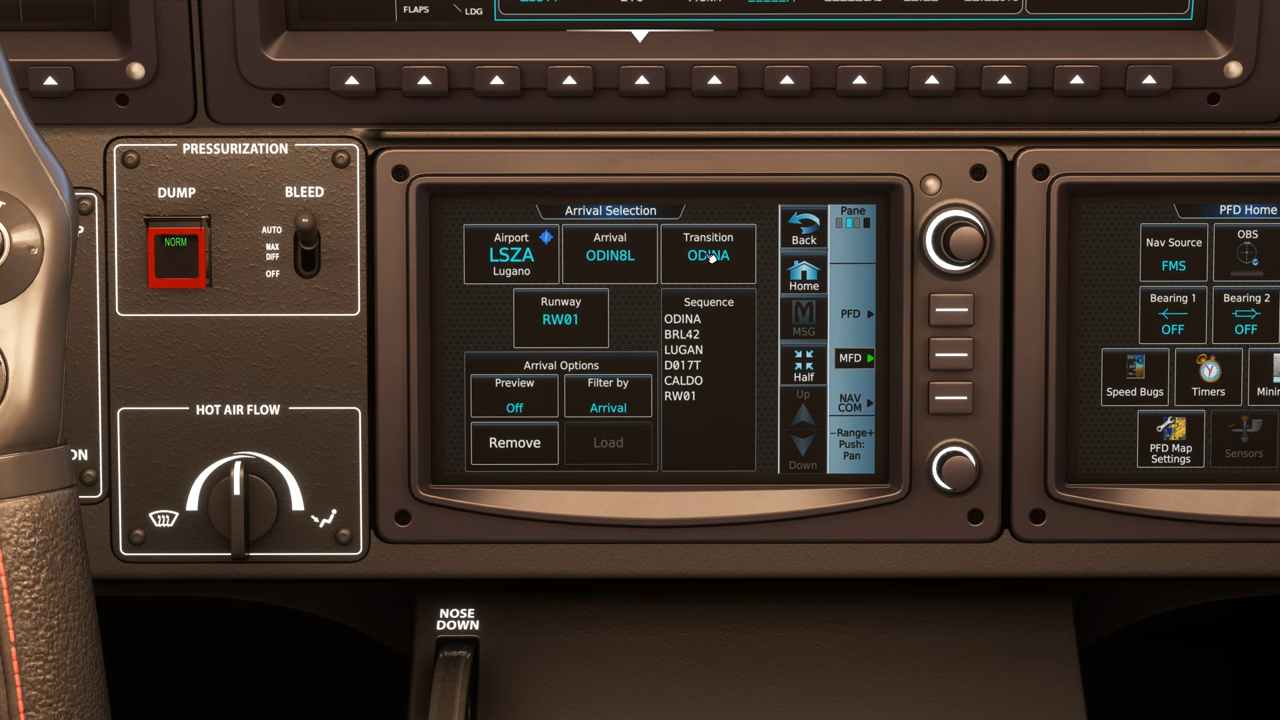 FLAPS
LDG
PRESSURIZATION
DUMP
BLEED
NORM
AUTO
MAX
DIFF
OFF
HOT AIR FLOW
ON
NOSE
DOWN
Arrival Selection
Airport
LSZA
Lugano
Arrival
ODIN8L
Transition
ODINA
Runway
RW01
Sequence
ODINA
BRL42
LUGAN
D017T
CALDO
RW01
Arrival Options
Preview
Off
Filter by
Arrival
Remove
Load
Back
Home
MSG
Half
Up
Down
Pane
PFD
MFD
NAV
COM
−Range+
Push:
Pan
PFD Home
Nav Source
FMS
OBS
Bearing 1
OFF
Bearing 2
OFF
Speed Bugs
Timers
PFD Map
Settings
Sensors